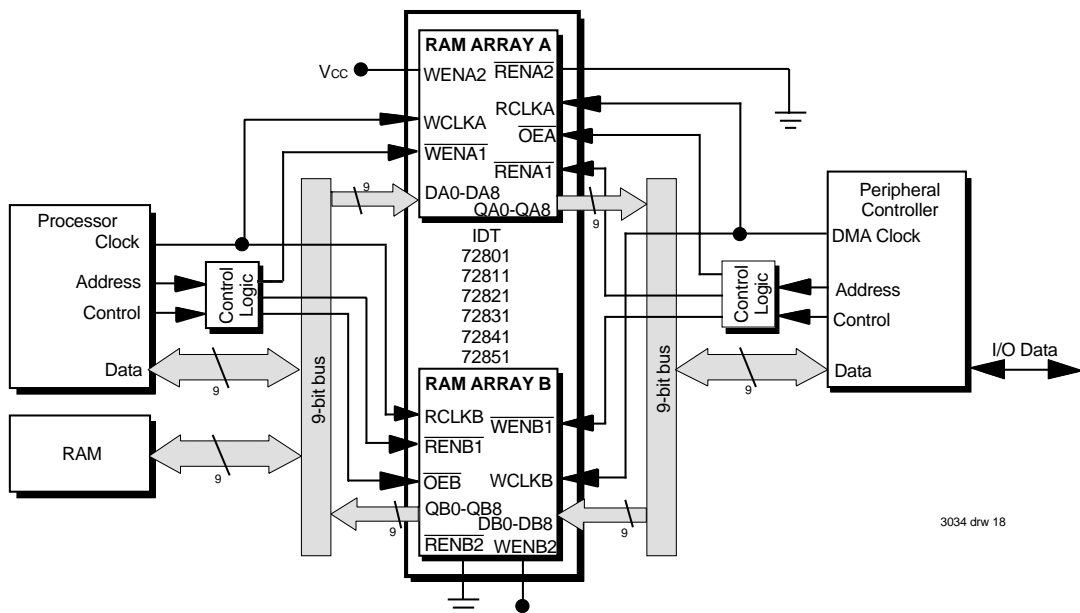 RAM ARRAY A
VCC
WENA2
RENA2
RCLKA
WCLKA
OEA
WENA1
RENA1
9
DA0-DA8
QA0-QA8
9
Processor
Clock
Address
Control
Data
Control
Logic
9
RAM
9
9-bit bus
IDT
72801
72811
72821
72831
72841
72851
RAM ARRAY B
RCLKB
WENB1
RENB1
OEB
WCLKB
QB0-QB8
9
DB0-DB8
9
RENB2
WENB2
9-bit bus
Peripheral
Controller
DMA Clock
Address
Control
Data
Control
Logic
9
I/O Data
3034 drw 18